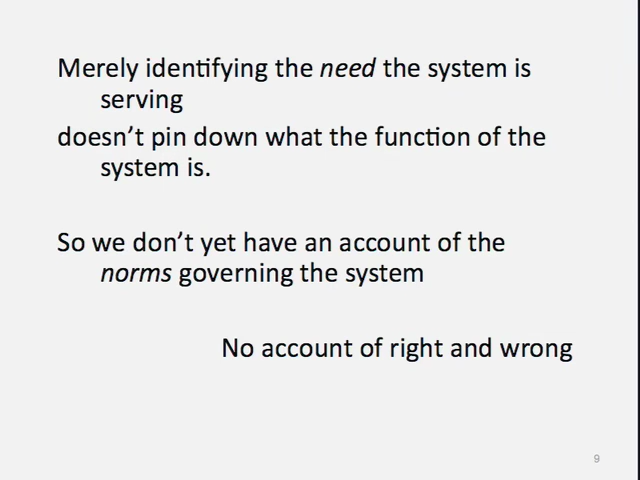 Merely identifying the need the system is
serving
doesn’t pin down what the function of the
system is.
So we don’t yet have an account of the
norms governing the system
No account of right and wrong
9